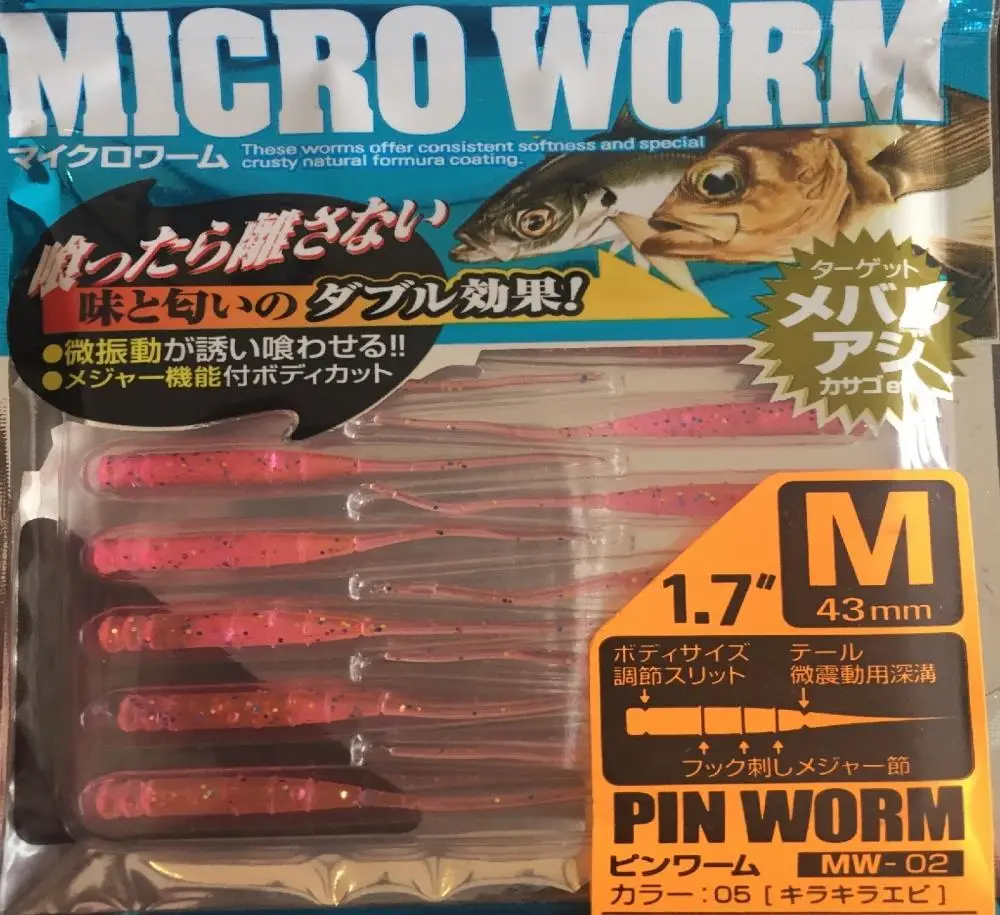 MICRO WORM
マイクロワーム
These worms offer consistent softness and special
crusty natural formura coating.
喰ったら離さない
味と匂いのダブル効果!
●微振動が誘い喰わせる!!
●メジャー機能付ボディカット
ターゲット
メバル
アジ
カサゴe
M
1.7" 43mm
ボディサイズ
調節スリット
テール
微震動用深溝
フック刺しメジャー節
PIN WORM
ピンワーム MW-02
カラー:05 [キラキラエビ]